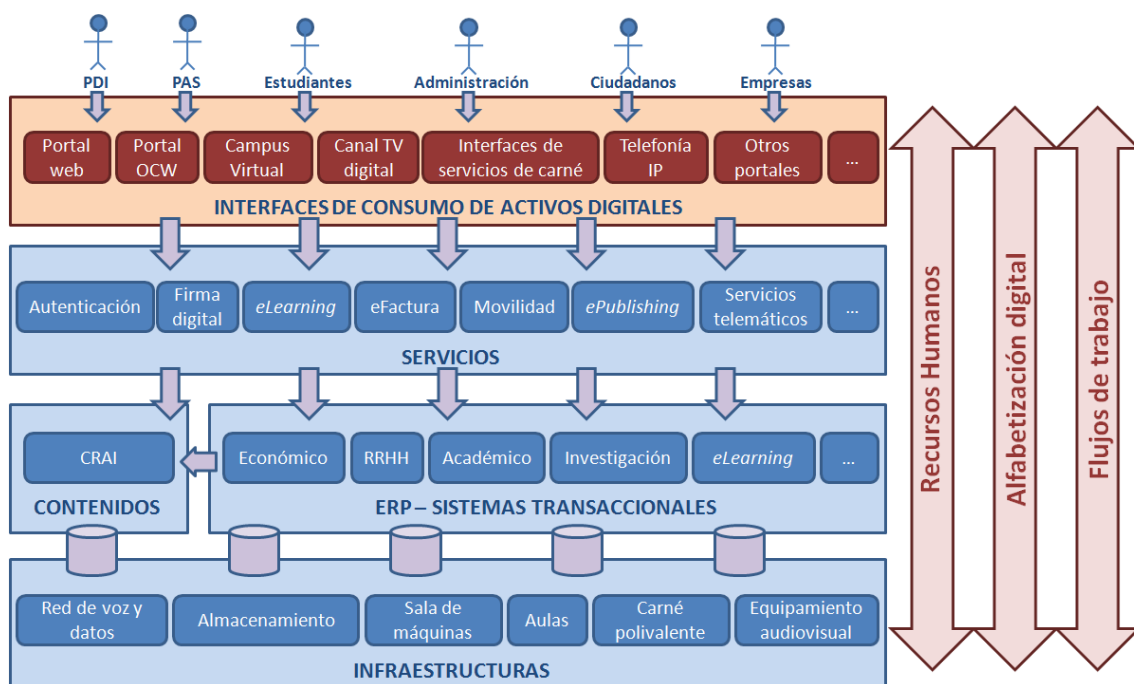 PDI
PAS
Estudiantes
Administración
Ciudadanos
Empresas
Portal
web
Portal
OCW
Campus
Virtual
Canal TV
digital
Interfaces de
servicios de carné
Telefonía
IP
Otros
portales
...
INTERFACES DE CONSUMO DE ACTIVOS DIGITALES
Autenticación
Firma
digital
eLearning
eFactura
Movilidad
ePublishing
Servicios
telemáticos
...
SERVICIOS
CRAI
CONTENIDOS
Económico
RRHH
Académico
Investigación
eLearning
...
ERP – SISTEMAS TRANSACCIONALES
Red de voz y
datos
Almacenamiento
Sala de
máquinas
Aulas
Carné
polivalente
Equipamiento
audiovisual
INFRAESTRUCTURAS
Recursos Humanos
Alfabetización digital
Flujos de trabajo